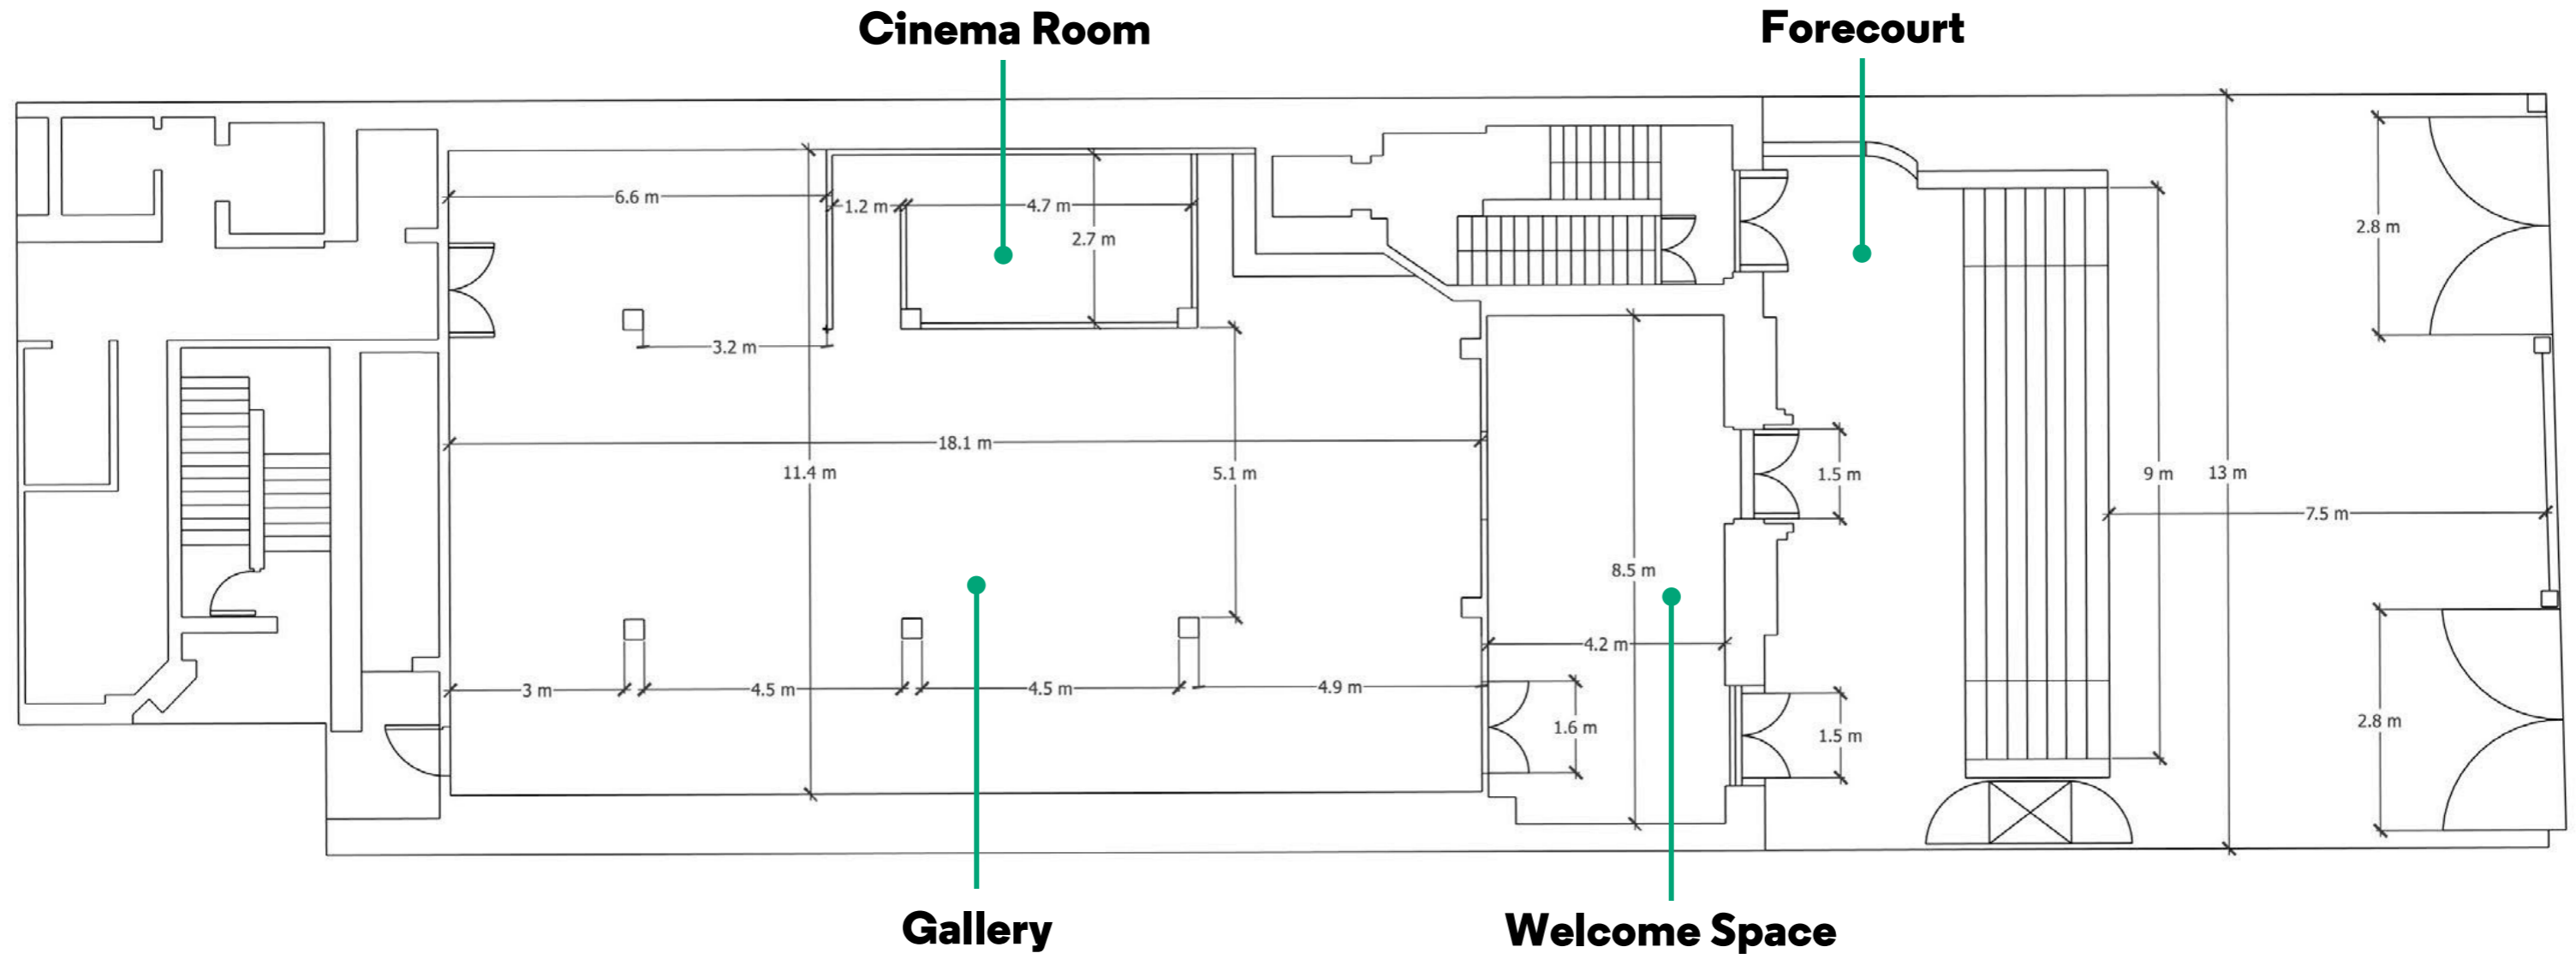 Cinema Room
Forecourt
6.6 m
1.2 m
4.7 m
2.7 m
2.8 m
3.2 m
18.1 m
11.4 m
5.1 m
1.5 m
9 m
13 m
7.5 m
8.5 m
4.2 m
3 m
4.5 m
4.5 m
4.9 m
1.6 m
1.5 m
2.8 m
Gallery
Welcome Space